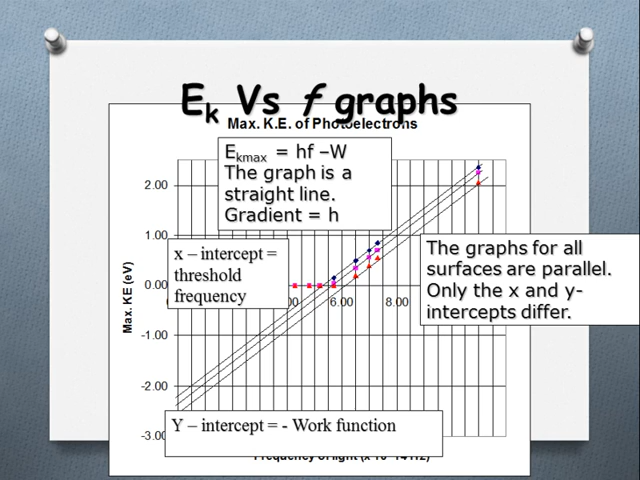 Ek Vs f graphs
Max. K.E. of Photoelectrons
Ekmax = hf –W
The graph is a
straight line.
Gradient = h
2.00
1.00
0.00
-1.00
-2.00
-3.00
Max. KE (eV)
x – intercept =
threshold
frequency
6.00
8.00
The graphs for all
surfaces are parallel.
Only the x and y-
intercepts differ.
Y – intercept = - Work function